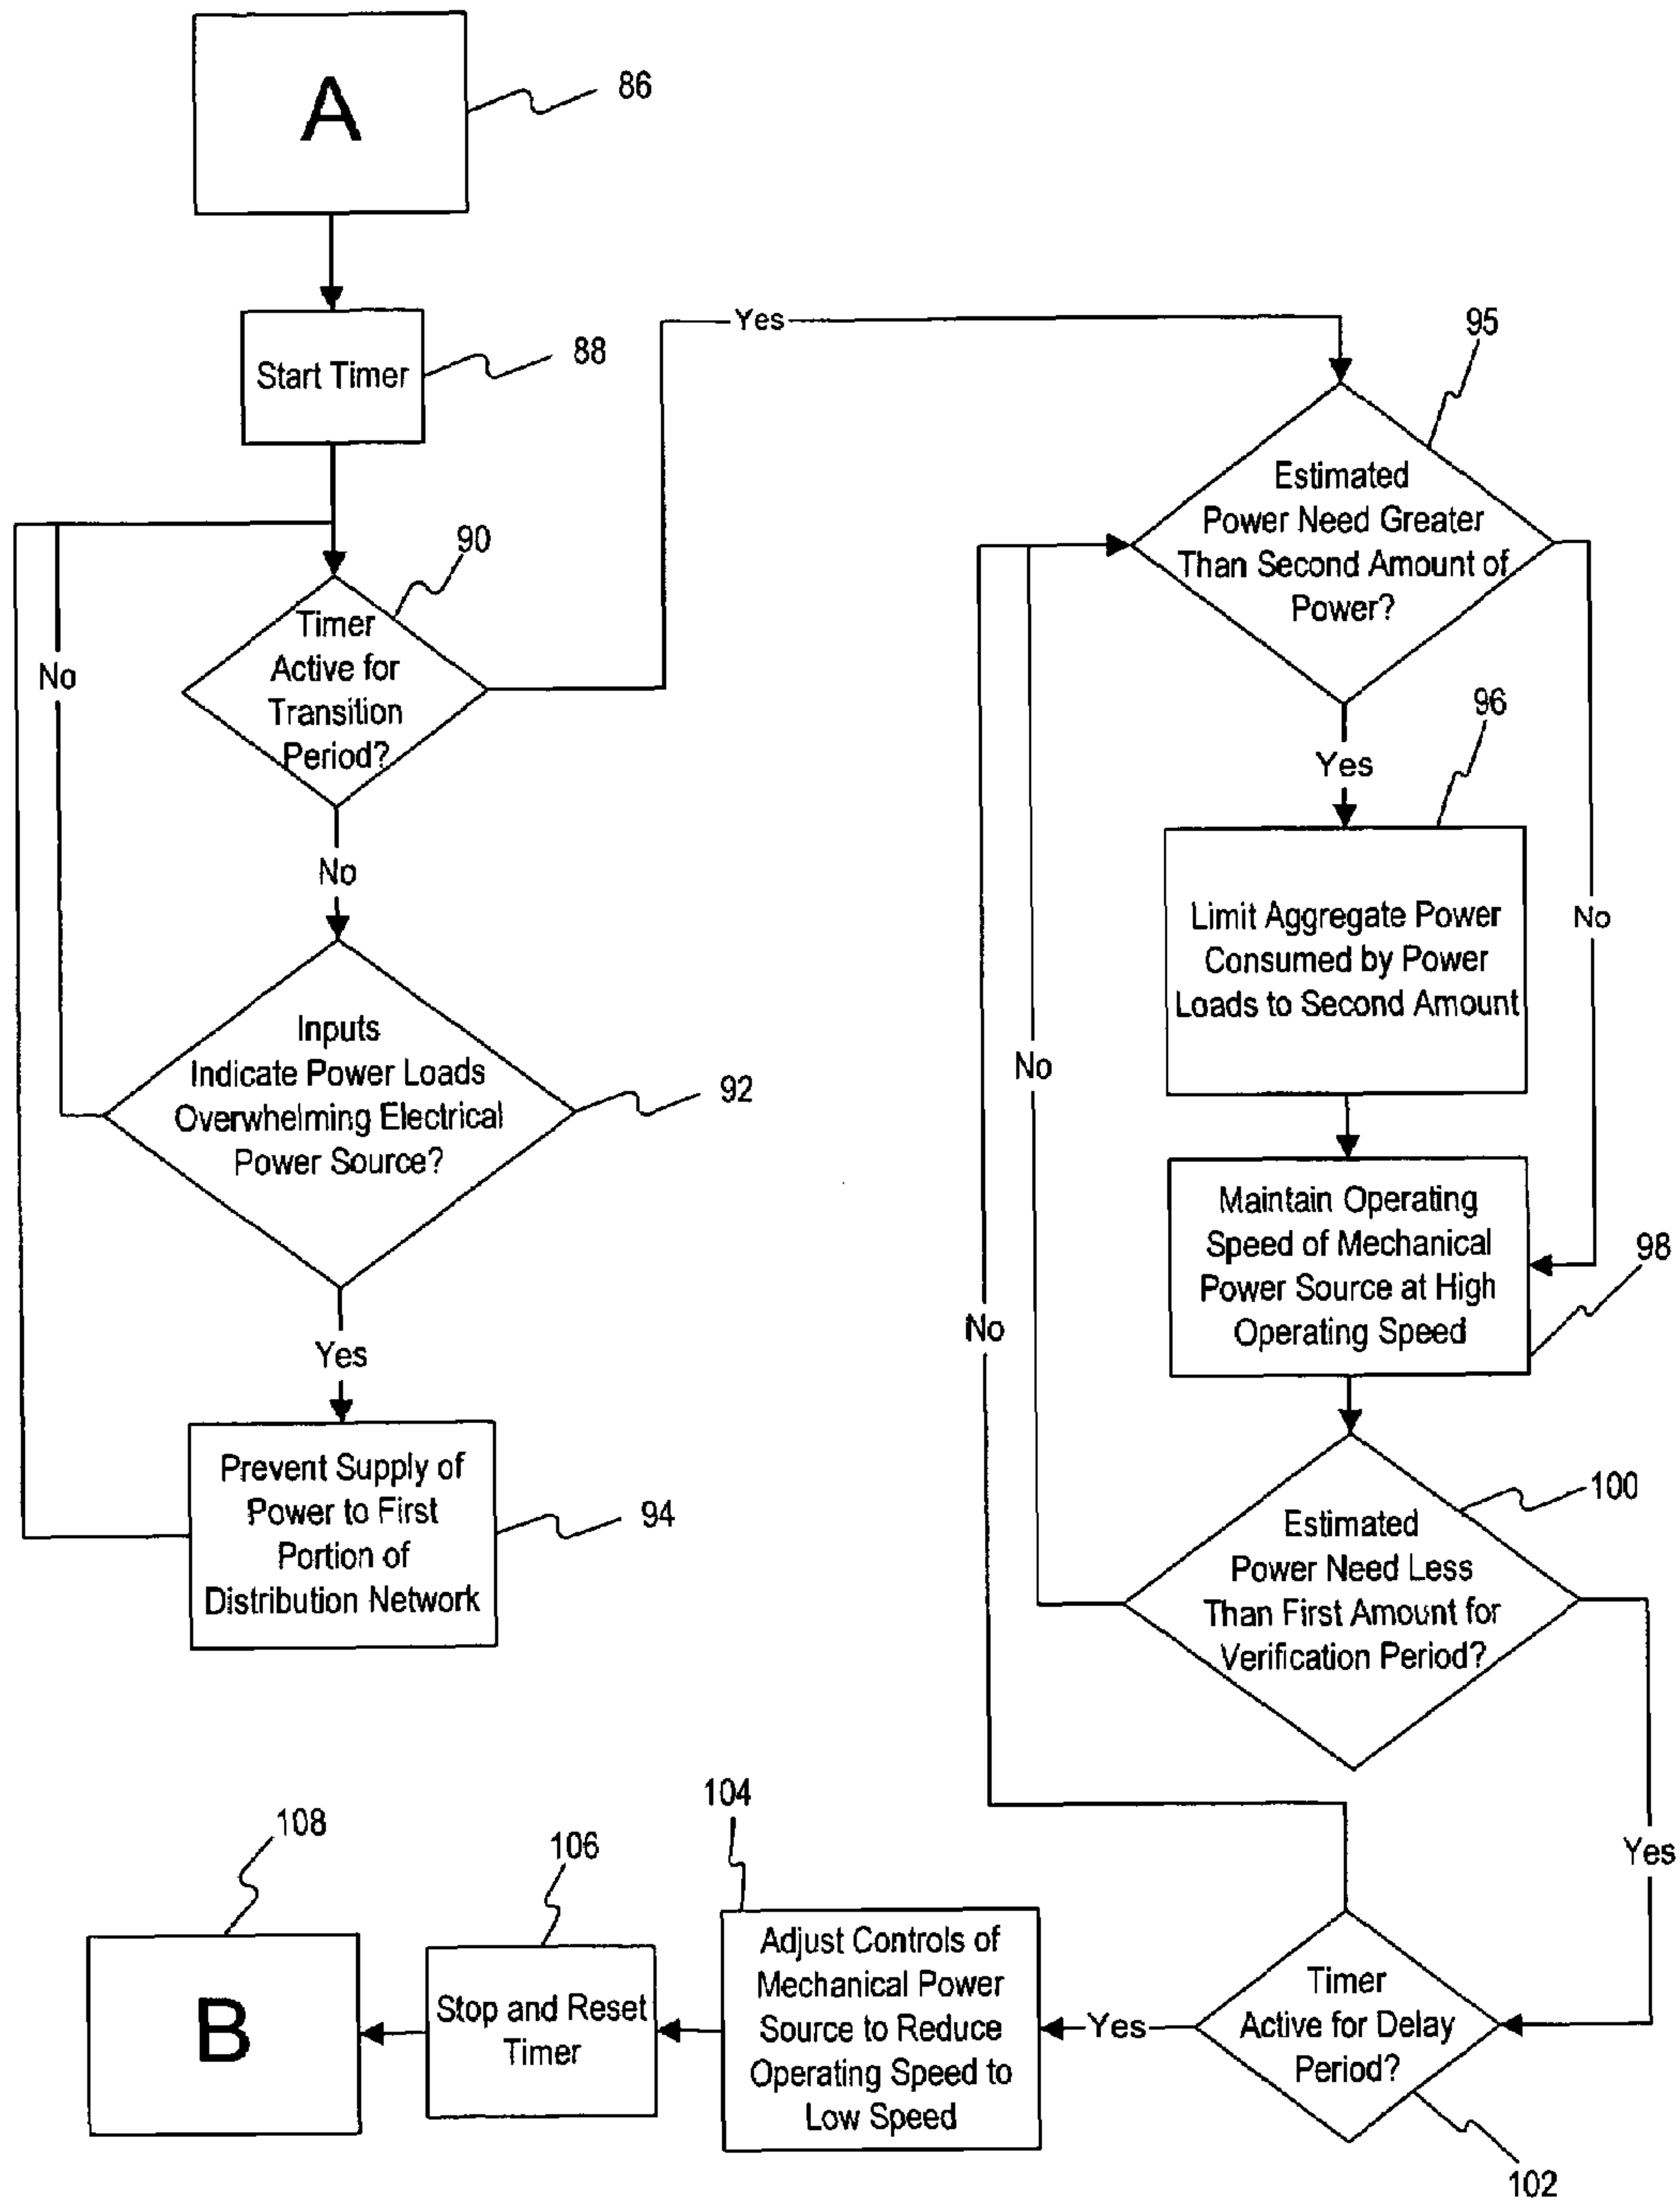 A
86
Start Timer
88
Timer
Active for
Transition
Period?
90
Yes
No
No
Inputs
Indicate Power Loads
Overwhelming Electrical
Power Source?
92
Yes
Prevent Supply of
Power to First
Portion of
Distribution Network
94
95
Estimated
Power Need Greater
Than Second Amount of
Power?
Yes
No
96
Limit Aggregate Power
Consumed by Power
Loads to Second Amount
No
No
Maintain Operating
Speed of Mechanical
Power Source at High
Operating Speed
98
100
Estimated
Power Need Less
Than First Amount for
Verification Period?
Yes
Timer
Active for Delay
Period?
102
Yes
104
Adjust Controls of
Mechanical Power
Source to Reduce
Operating Speed to
Low Speed
106
Stop and Reset
Timer
108
B